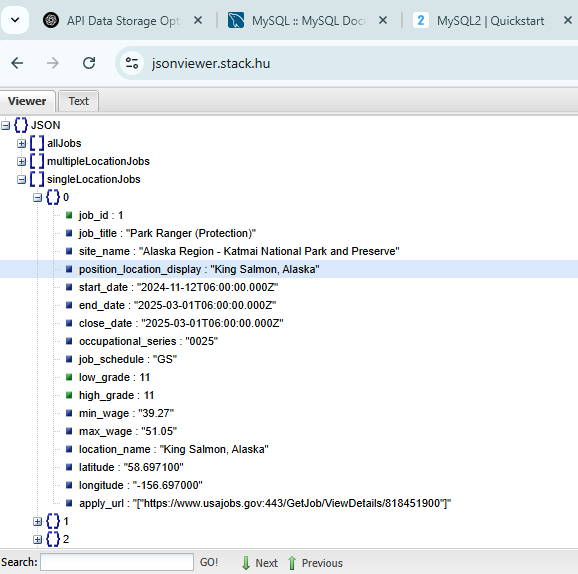 API Data Storage Opt
MySQL :: MySQL Docu
2 MySQL2 | Quickstart
jsonviewer.stack.hu
Viewer Text
{} JSON
[] allJobs
[] multipleLocationJobs
[] singleLocationJobs
{} 0
job_id : 1
job_title : "Park Ranger (Protection)"
site_name : "Alaska Region - Katmai National Park and Preserve"
position_location_display : "King Salmon, Alaska"
start_date : "2024-11-12T06:00:00.000Z"
end_date : "2025-03-01T06:00:00.000Z"
close_date : "2025-03-01T06:00:00.000Z"
occupational_series : "0025"
job_schedule : "GS"
low_grade : 11
high_grade : 11
min_wage : "39.27"
max_wage : "51.05"
location_name : "King Salmon, Alaska"
latitude : "58.697100"
longitude : "-156.697000"
apply_url : "["https://www.usajobs.gov:443/GetJob/ViewDetails/818451900"]"
{} 1
{} 2
Search: GO! Next Previous